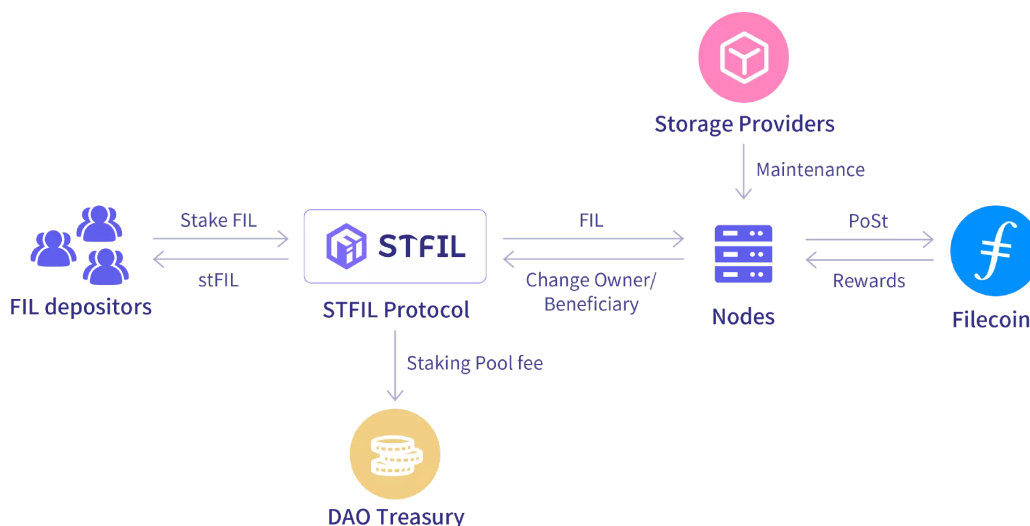 Storage Providers
Maintenance
Stake FIL
stFIL
FIL depositors
STFIL
STFIL Protocol
FIL
Change Owner/
Beneficiary
Nodes
PoSt
Rewards
Filecoin
Staking Pool fee
DAO Treasury